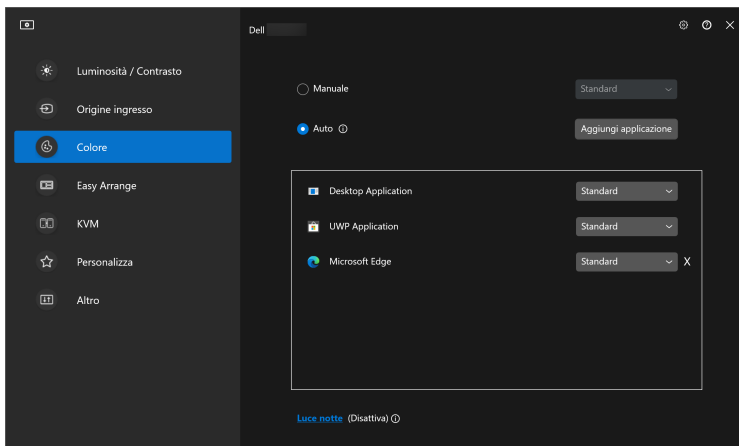 Dell
Luminosità / Contrasto
Origine ingresso
Colore
Easy Arrange
KVM
Personalizza
Altro
Manuale
Standard
Auto
Aggiungi applicazione
Desktop Application
Standard
UWP Application
Standard
Microsoft Edge
Standard
X
Luce notte (Disattiva)